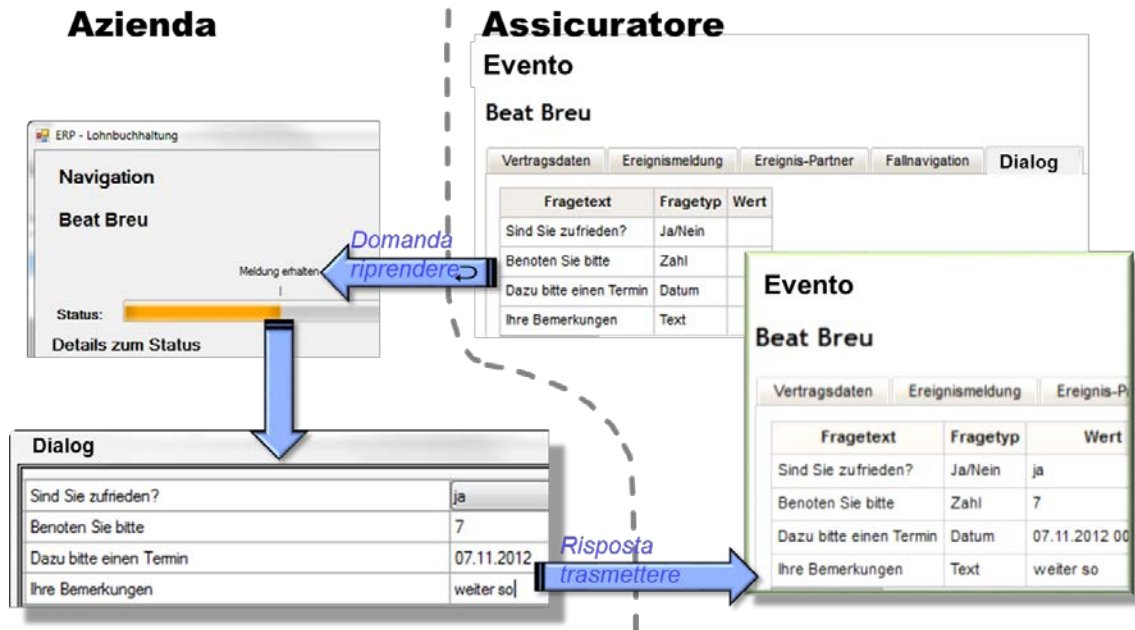 Azienda
Assicuratore
Evento
Beat Breu
Vertragsdaten Ereignismeldung Ereignis-Partner Fallnavigation Dialog
Fragetext Fragetyp Wert
Sind Sie zufrieden? Ja/Nein
Benoten Sie bitte Zahl
Dazu bitte einen Termin Datum
Ihre Bemerkungen Text
ERP - Lohnbuchhaltung
Navigation
Beat Breu
Meldung erhalten
Status:
Details zum Status
Domanda
riprendere
Dialog
Sind Sie zufrieden? ja
Benoten Sie bitte 7
Dazu bitte einen Termin 07.11.2012
Ihre Bemerkungen weiter so
Risposta
trasmettere
Evento
Beat Breu
Vertragsdaten Ereignismeldung Ereignis-P
Fragetext Fragetyp Wert
Sind Sie zufrieden? Ja/Nein ja
Benoten Sie bitte Zahl 7
Dazu bitte einen Termin Datum 07.11.2012 00
Ihre Bemerkungen Text weiter so